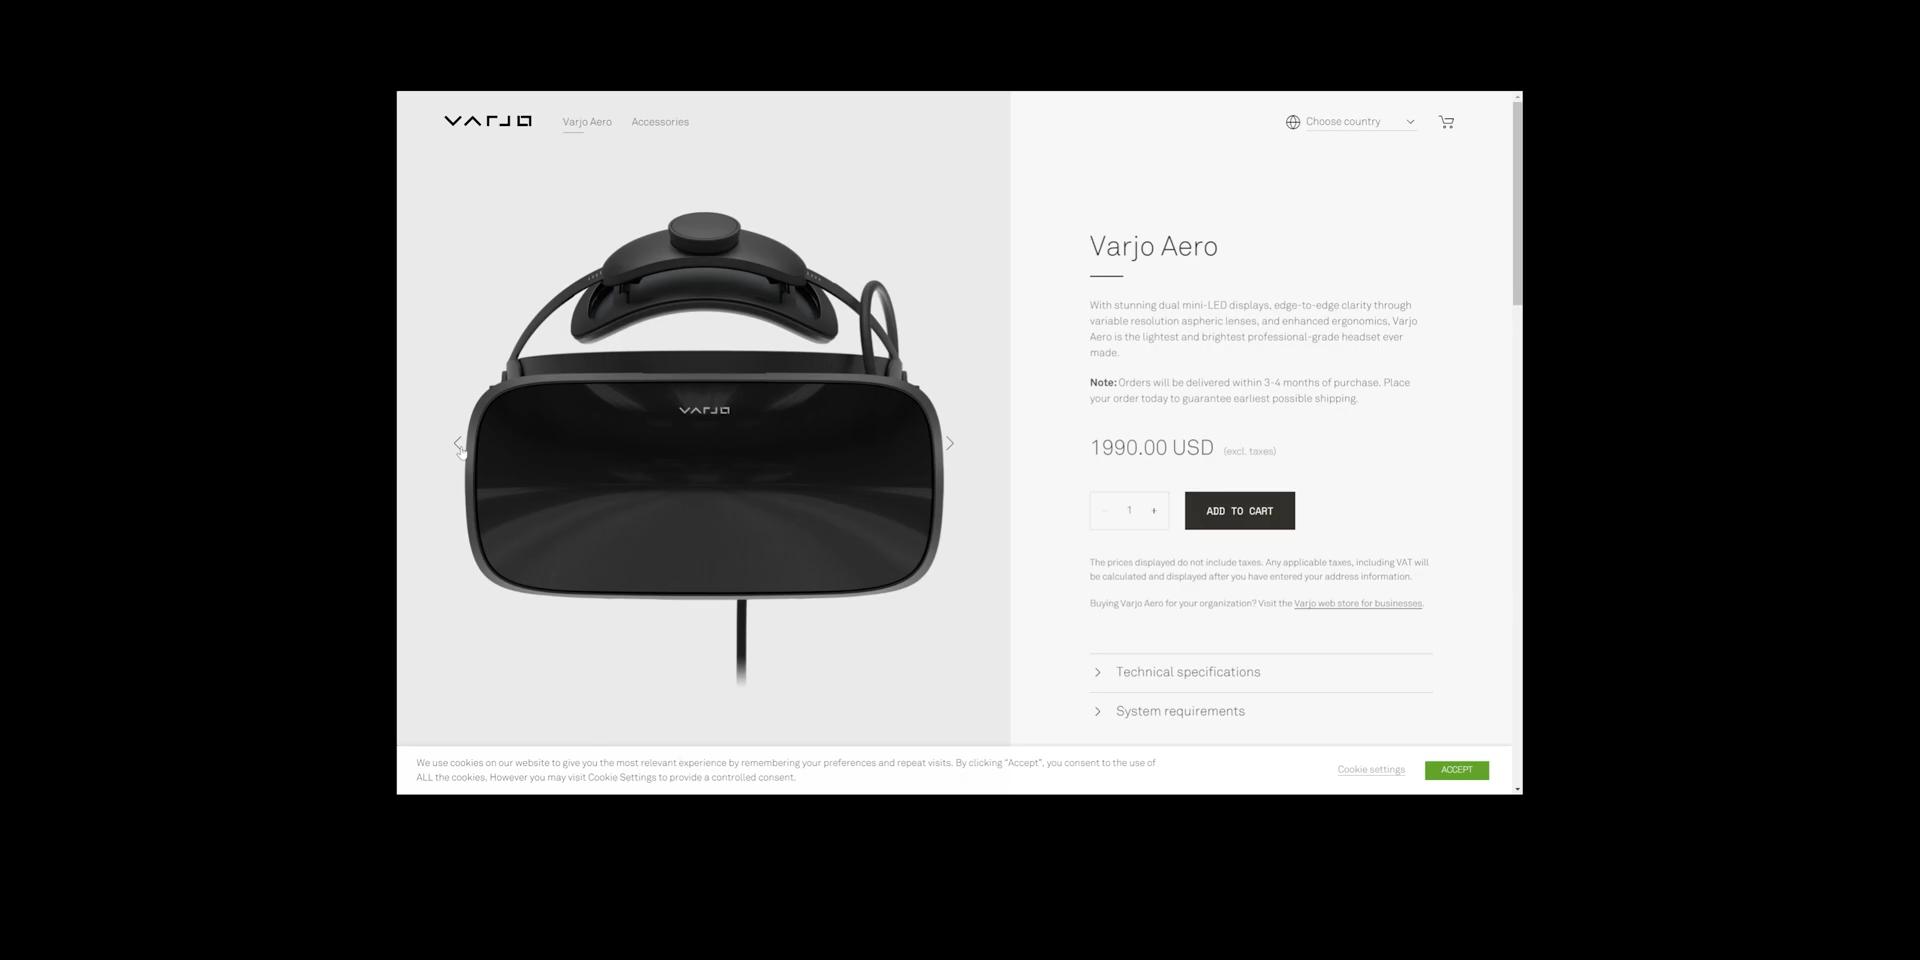 VARJO Varjo Aero Accessories Choose country
Varjo Aero
With stunning dual mini-LED displays, edge-to-edge clarity through
variable resolution aspheric lenses, and enhanced ergonomics, Varjo
Aero is the lightest and brightest professional-grade headset ever
made.
Note: Orders will be delivered within 3-4 months of purchase. Place
your order today to guarantee earliest possible shipping.
VARJO
1990.00 USD (excl. taxes)
- 1 +
ADD TO CART
The prices displayed do not include taxes. Any applicable taxes, including VAT will
be calculated and displayed after you have entered your address information.
Buying Varjo Aero for your organization? Visit the Varjo web store for businesses.
Technical specifications
System requirements
We use cookies on our website to give you the most relevant experience by remembering your preferences and repeat visits. By clicking “Accept”, you consent to the use of
ALL the cookies. However you may visit Cookie Settings to provide a controlled consent.
Cookie settings
ACCEPT